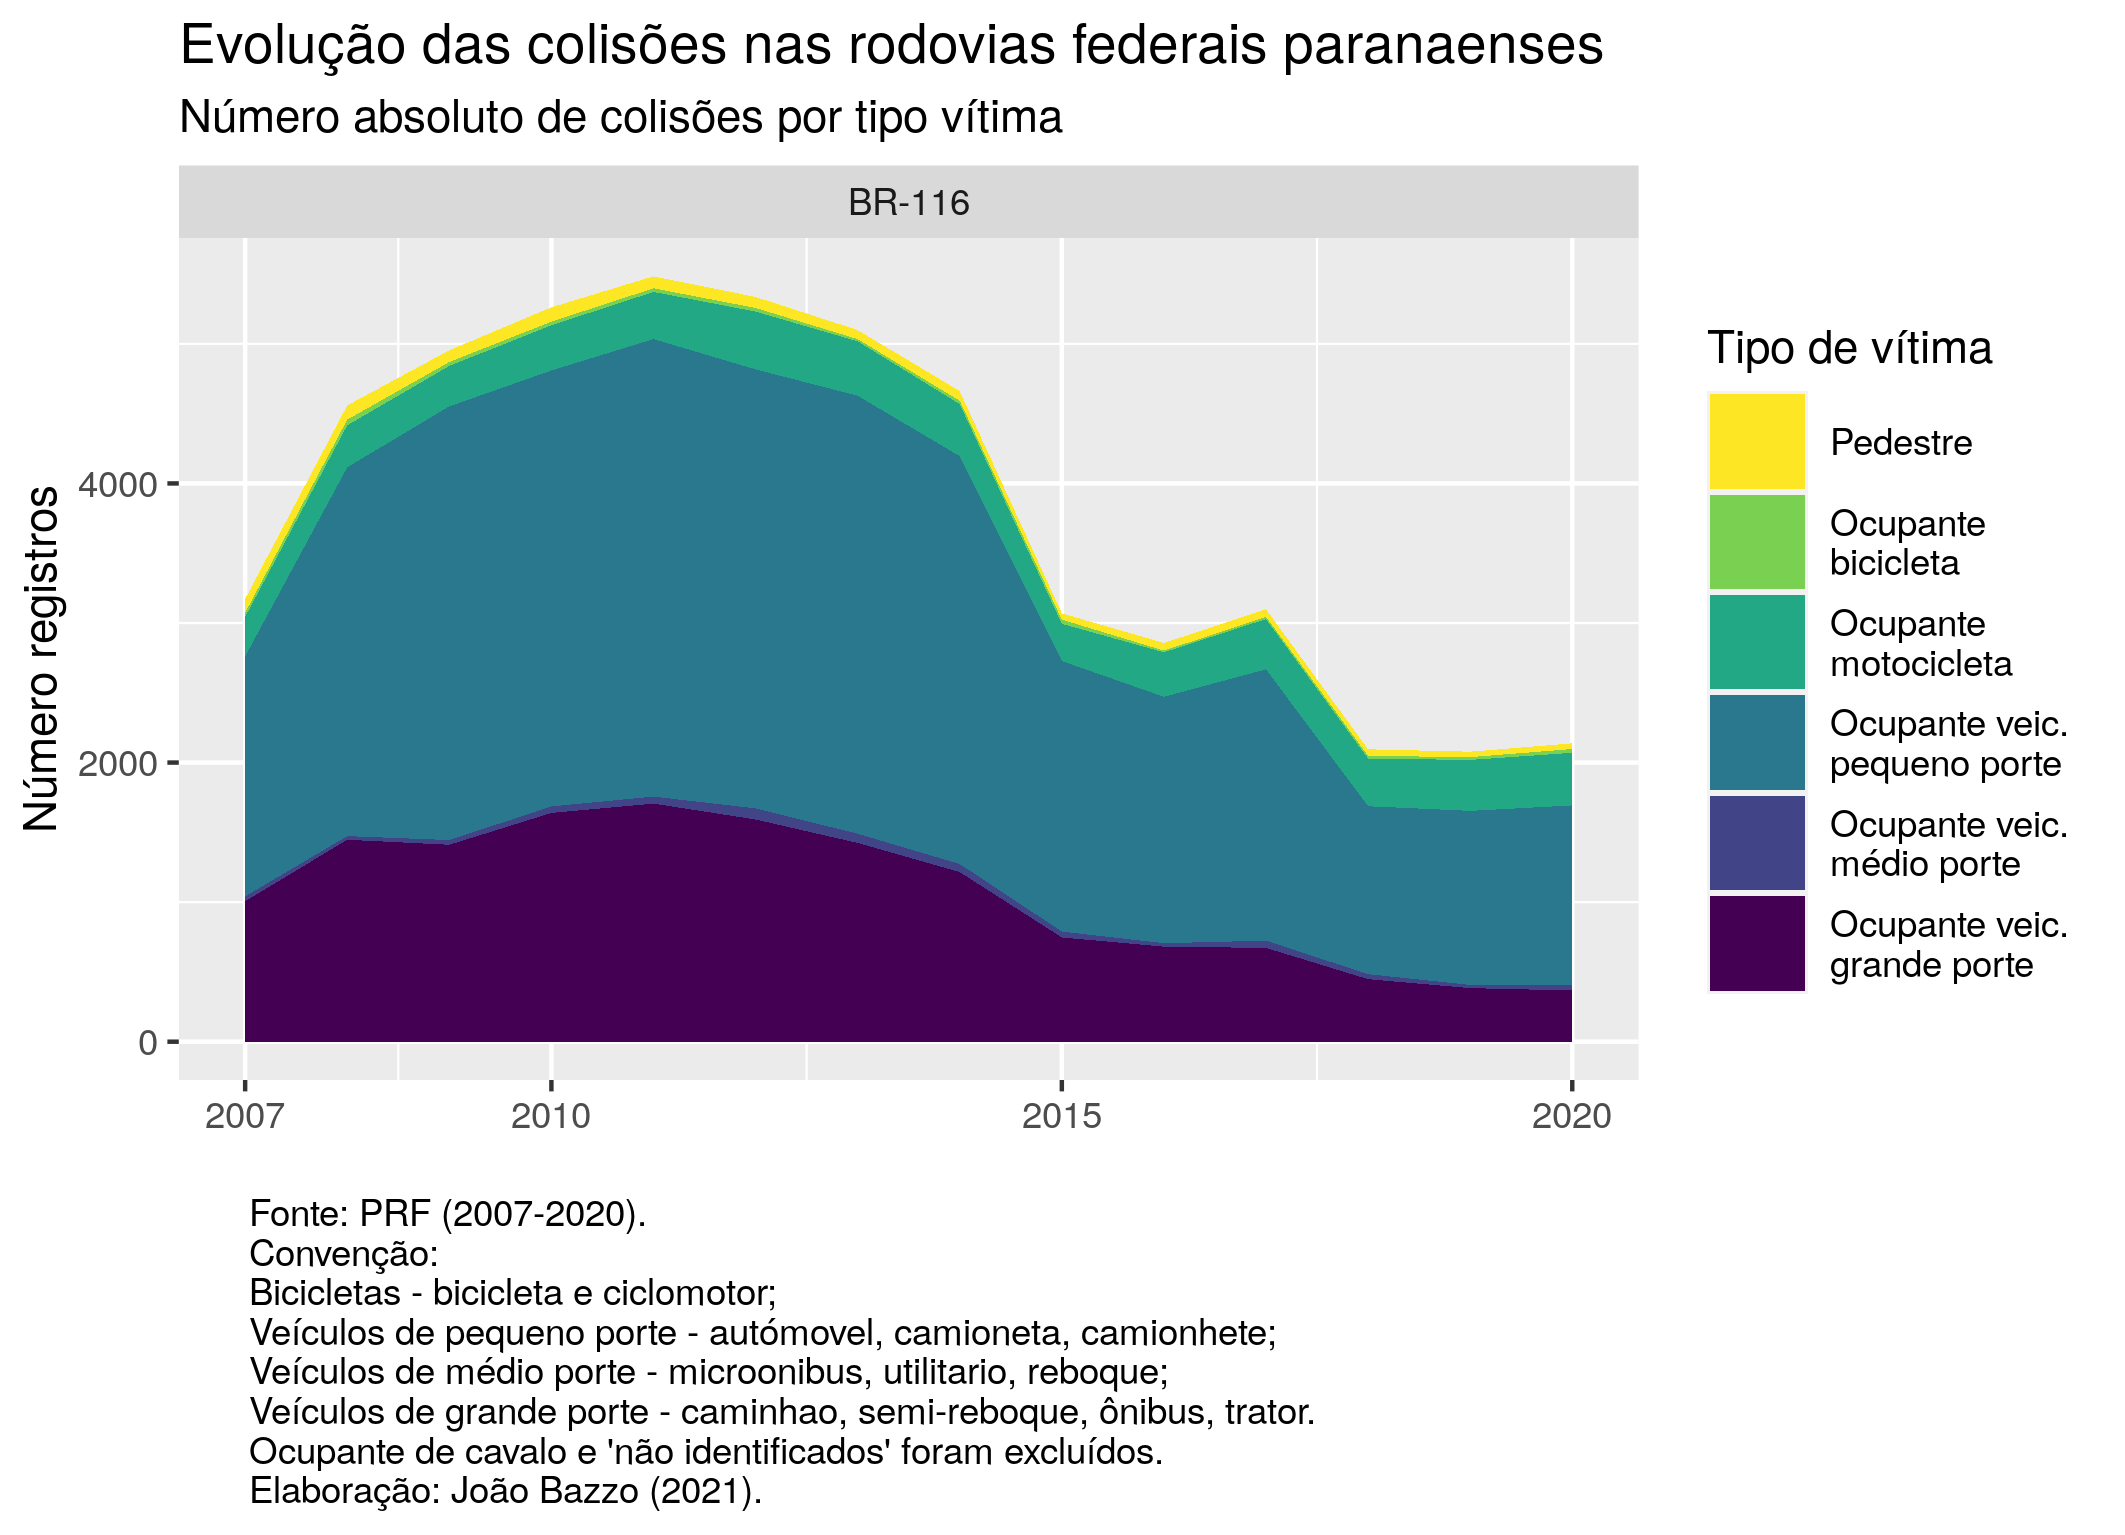 Evolução das colisões nas rodovias federais paranaenses
Número absoluto de colisões por tipo vítima
BR-116
Número registros
4000
2000
0
2007
2010
2015
2020
Tipo de vítima
Pedestre
Ocupante
bicicleta
Ocupante
motocicleta
Ocupante veic.
pequeno porte
Ocupante veic.
médio porte
Ocupante veic.
grande porte
Fonte: PRF (2007-2020).
Convenção:
Bicicletas - bicicleta e ciclomotor;
Veículos de pequeno porte - autómovel, camioneta, camionhete;
Veículos de médio porte - microonibus, utilitario, reboque;
Veículos de grande porte - caminhao, semi-reboque, ônibus, trator.
Ocupante de cavalo e 'não identificados' foram excluídos.
Elaboração: João Bazzo (2021).